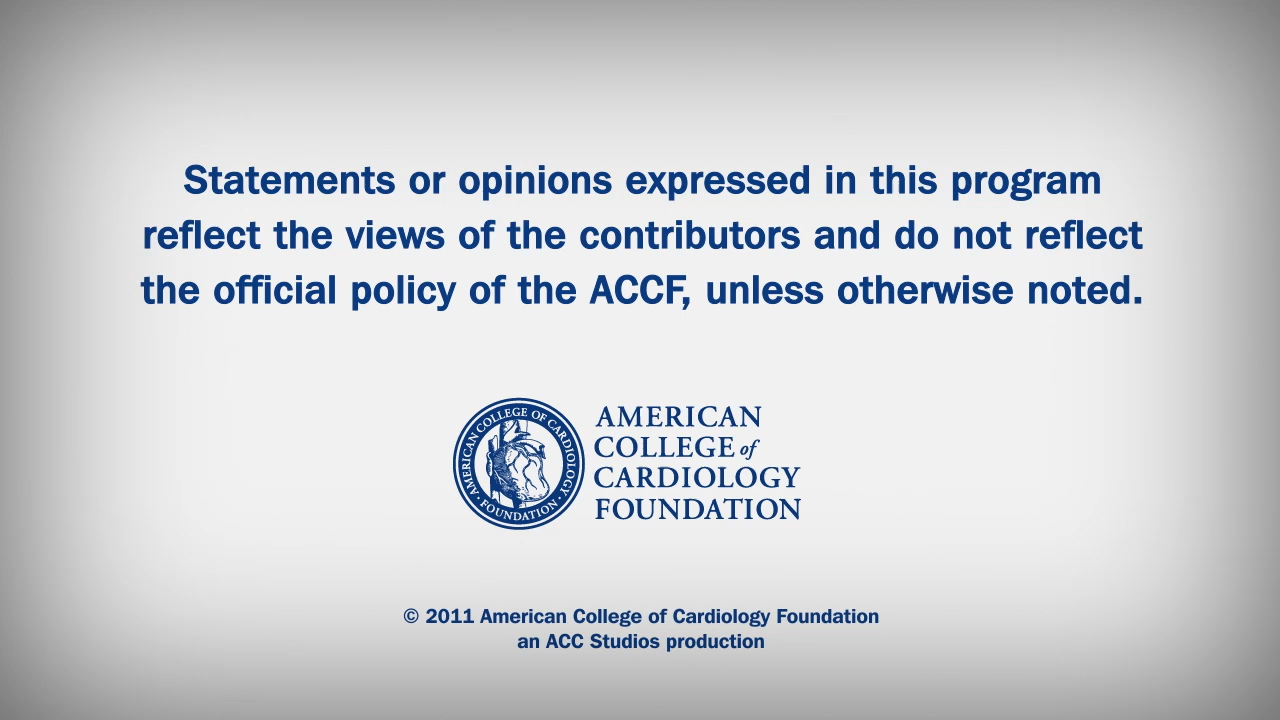 Statements or opinions expressed in this program
reflect the views of the contributors and do not reflect
the official policy of the ACCF, unless otherwise noted.
AMERICAN COLLEGE OF CARDIOLOGY
· FOUNDATION ·
AMERICAN
COLLEGE of
CARDIOLOGY
FOUNDATION
© 2011 American College of Cardiology Foundation
an ACC Studios production